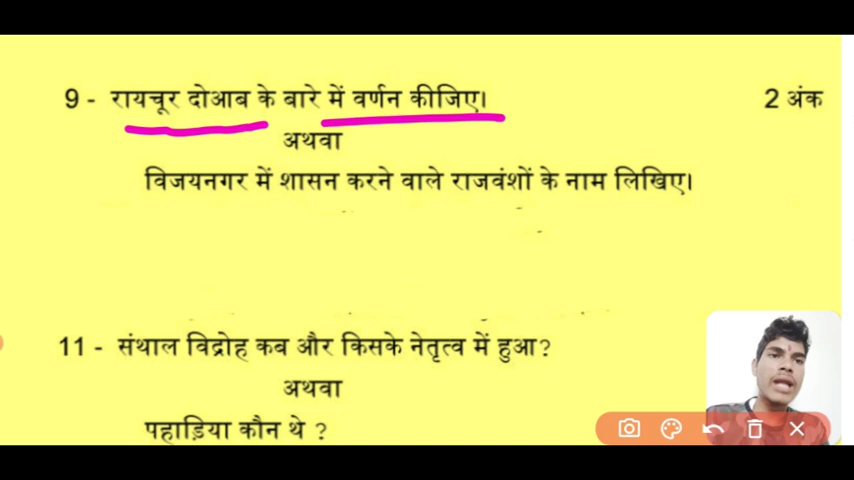 9 - रायचूर दोआब के बारे में वर्णन कीजिए। 2 अंक
अथवा
विजयनगर में शासन करने वाले राजवंशों के नाम लिखिए।
11 - संथाल विद्रोह कब और किसके नेतृत्व में हुआ?
अथवा
पहाड़िया कौन थे ?